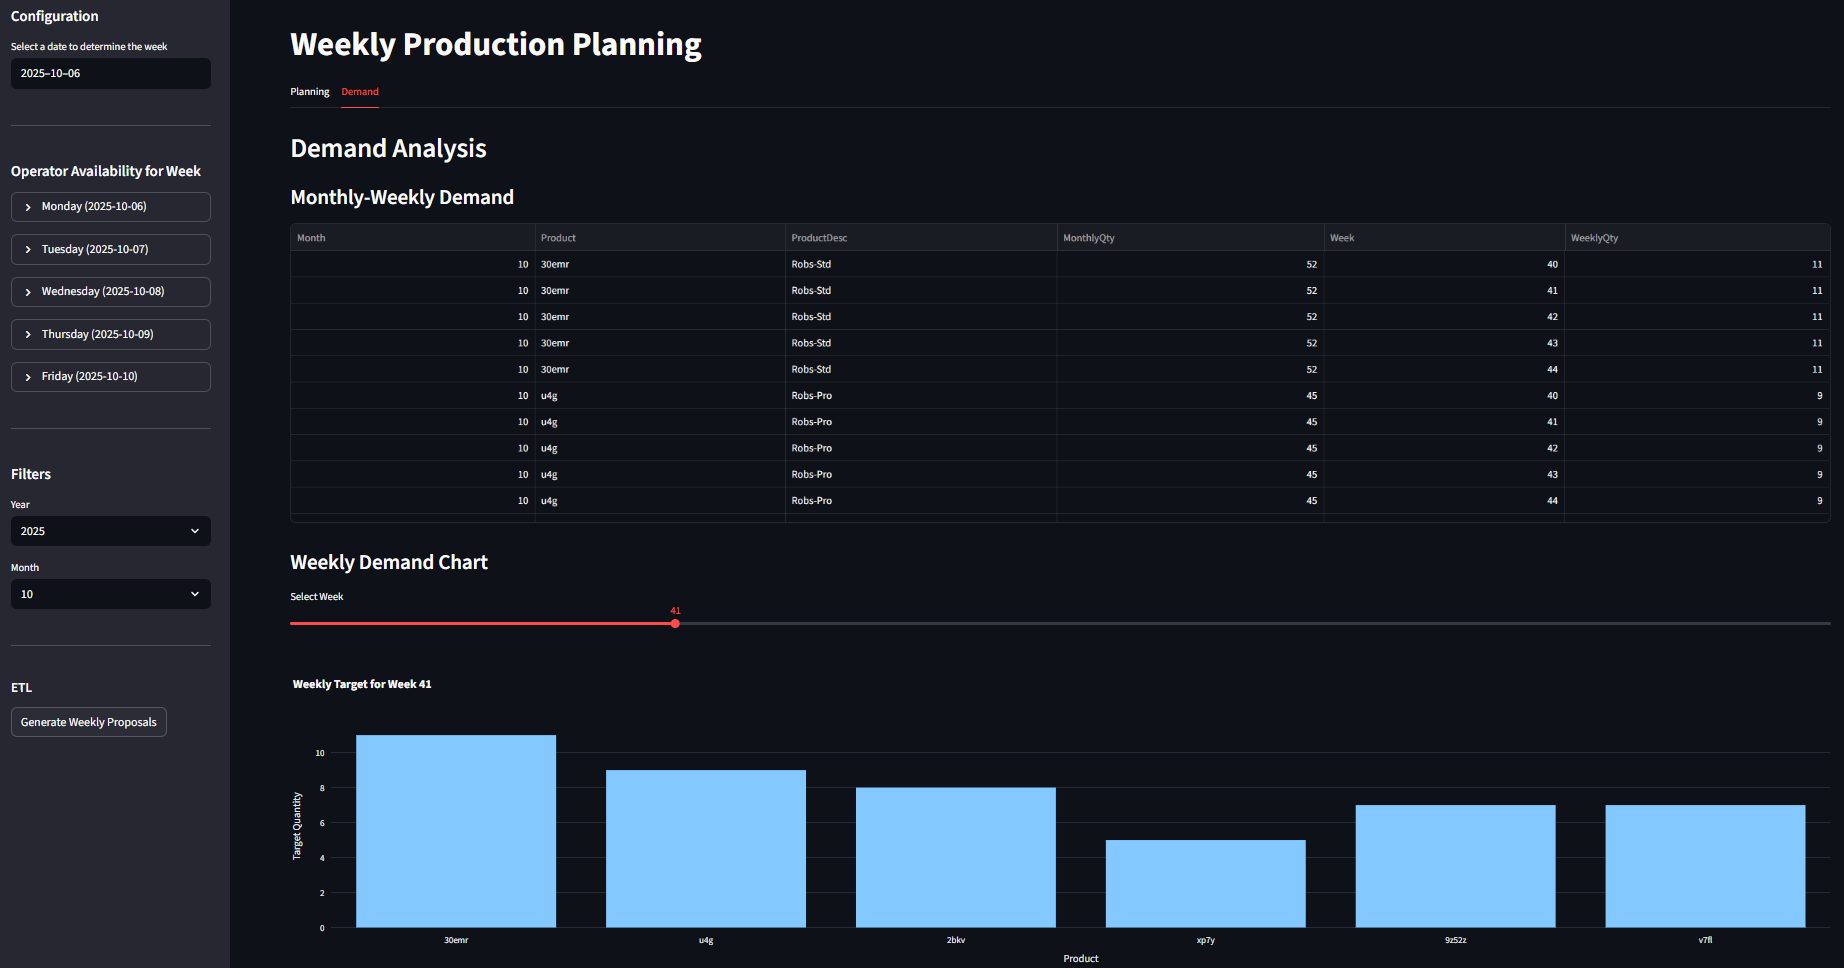 Configuration
Select a date to determine the week
2025–10–06
Operator Availability for Week
Monday (2025-10-06)
Tuesday (2025-10-07)
Wednesday (2025-10-08)
Thursday (2025-10-09)
Friday (2025-10-10)
Filters
Year
2025
Month
10
ETL
Generate Weekly Proposals
Weekly Production Planning
Planning Demand
Demand Analysis
Monthly-Weekly Demand
Month Product ProductDesc MonthlyQty Week WeeklyQty
10 30emr Robs-Std 52 40 11
10 30emr Robs-Std 52 41 11
10 30emr Robs-Std 52 42 11
10 30emr Robs-Std 52 43 11
10 30emr Robs-Std 52 44 11
10 u4g Robs-Pro 45 40 9
10 u4g Robs-Pro 45 41 9
10 u4g Robs-Pro 45 42 9
10 u4g Robs-Pro 45 43 9
10 u4g Robs-Pro 45 44 9
Weekly Demand Chart
Select Week
41
Weekly Target for Week 41
Target Quantity
10
8
6
4
2
0
30emr u4g 2bkv xp7y 9z52z v7fl
Product